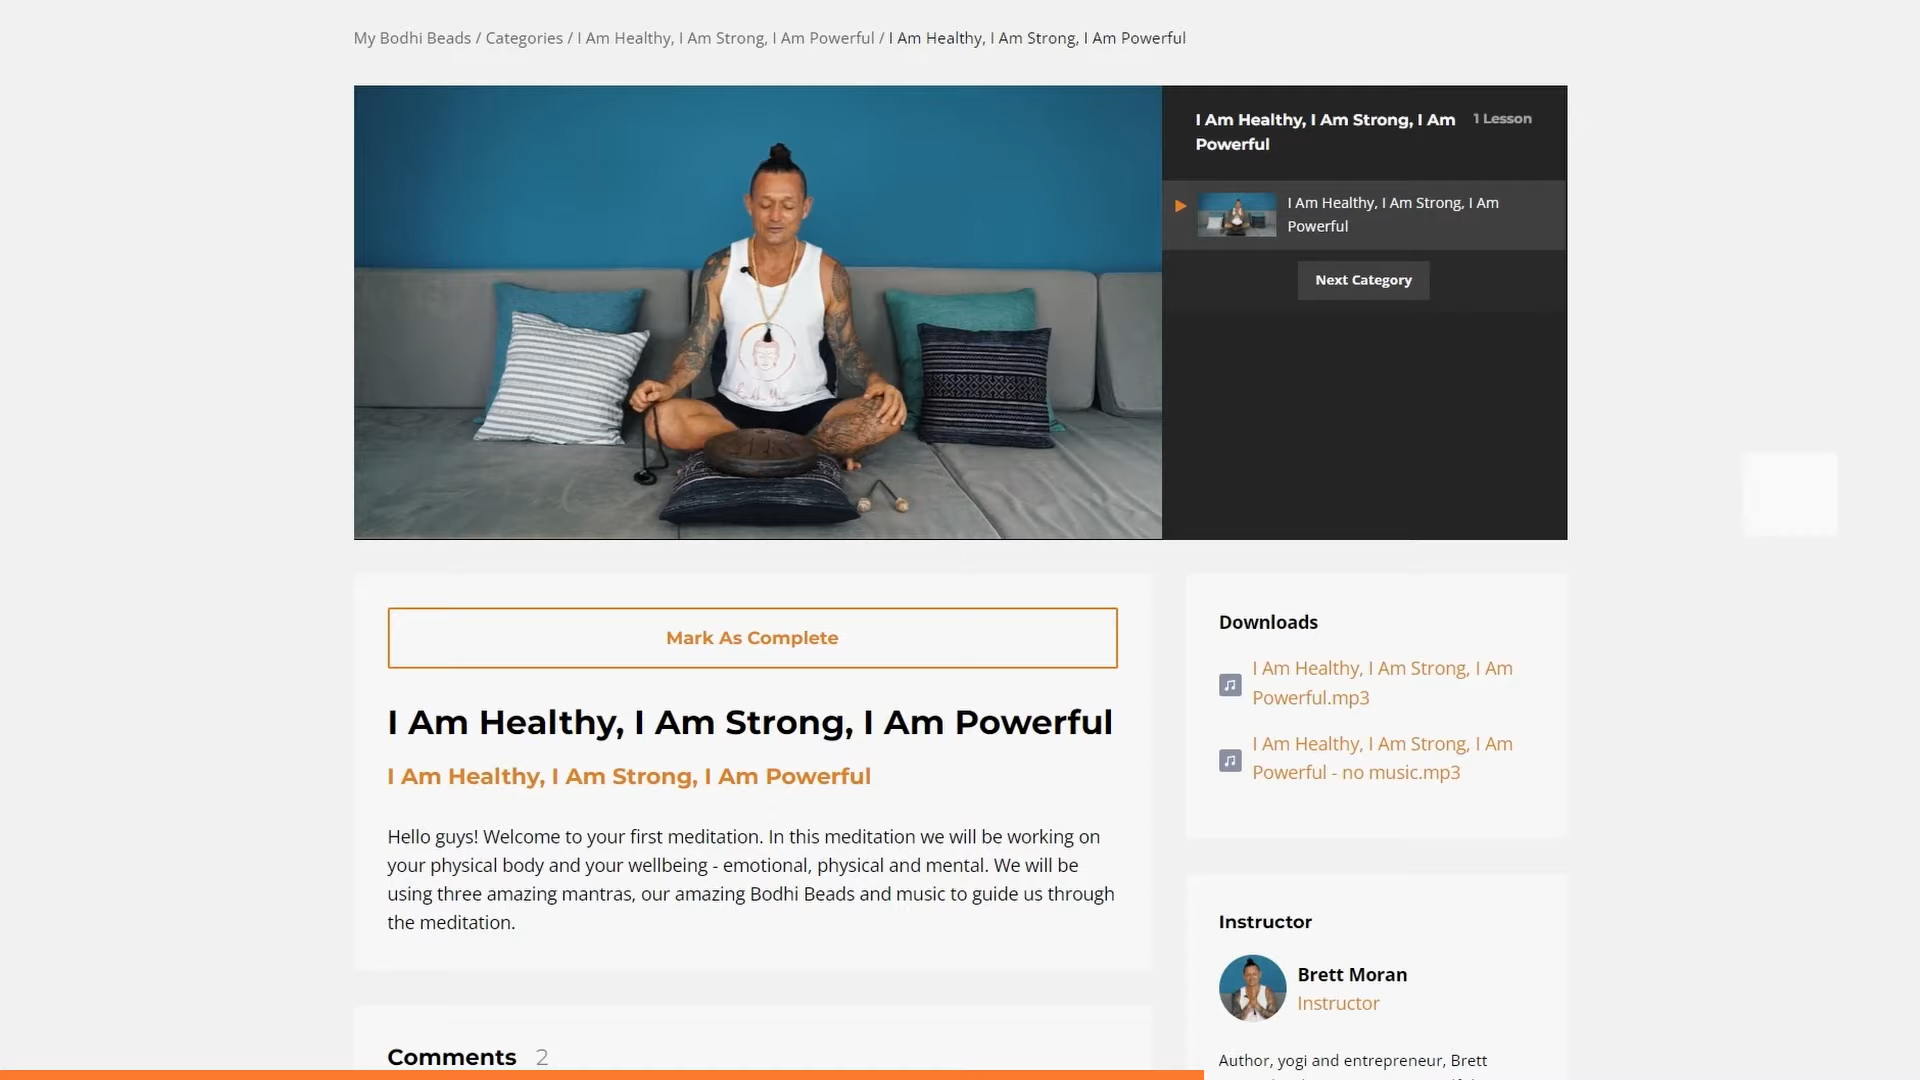 My Bodhi Beads / Categories / I Am Healthy, I Am Strong, I Am Powerful / I Am Healthy, I Am Strong, I Am Powerful
I Am Healthy, I Am Strong, I Am
Powerful
1 Lesson
I Am Healthy, I Am Strong, I Am
Powerful
Next Category
Mark As Complete
I Am Healthy, I Am Strong, I Am Powerful
I Am Healthy, I Am Strong, I Am Powerful
Hello guys! Welcome to your first meditation. In this meditation we will be working on
your physical body and your wellbeing - emotional, physical and mental. We will be
using three amazing mantras, our amazing Bodhi Beads and music to guide us through
the meditation.
Comments 2
Downloads
I Am Healthy, I Am Strong, I Am
Powerful.mp3
I Am Healthy, I Am Strong, I Am
Powerful - no music.mp3
Instructor
Brett Moran
Instructor
Author, yogi and entrepreneur, Brett